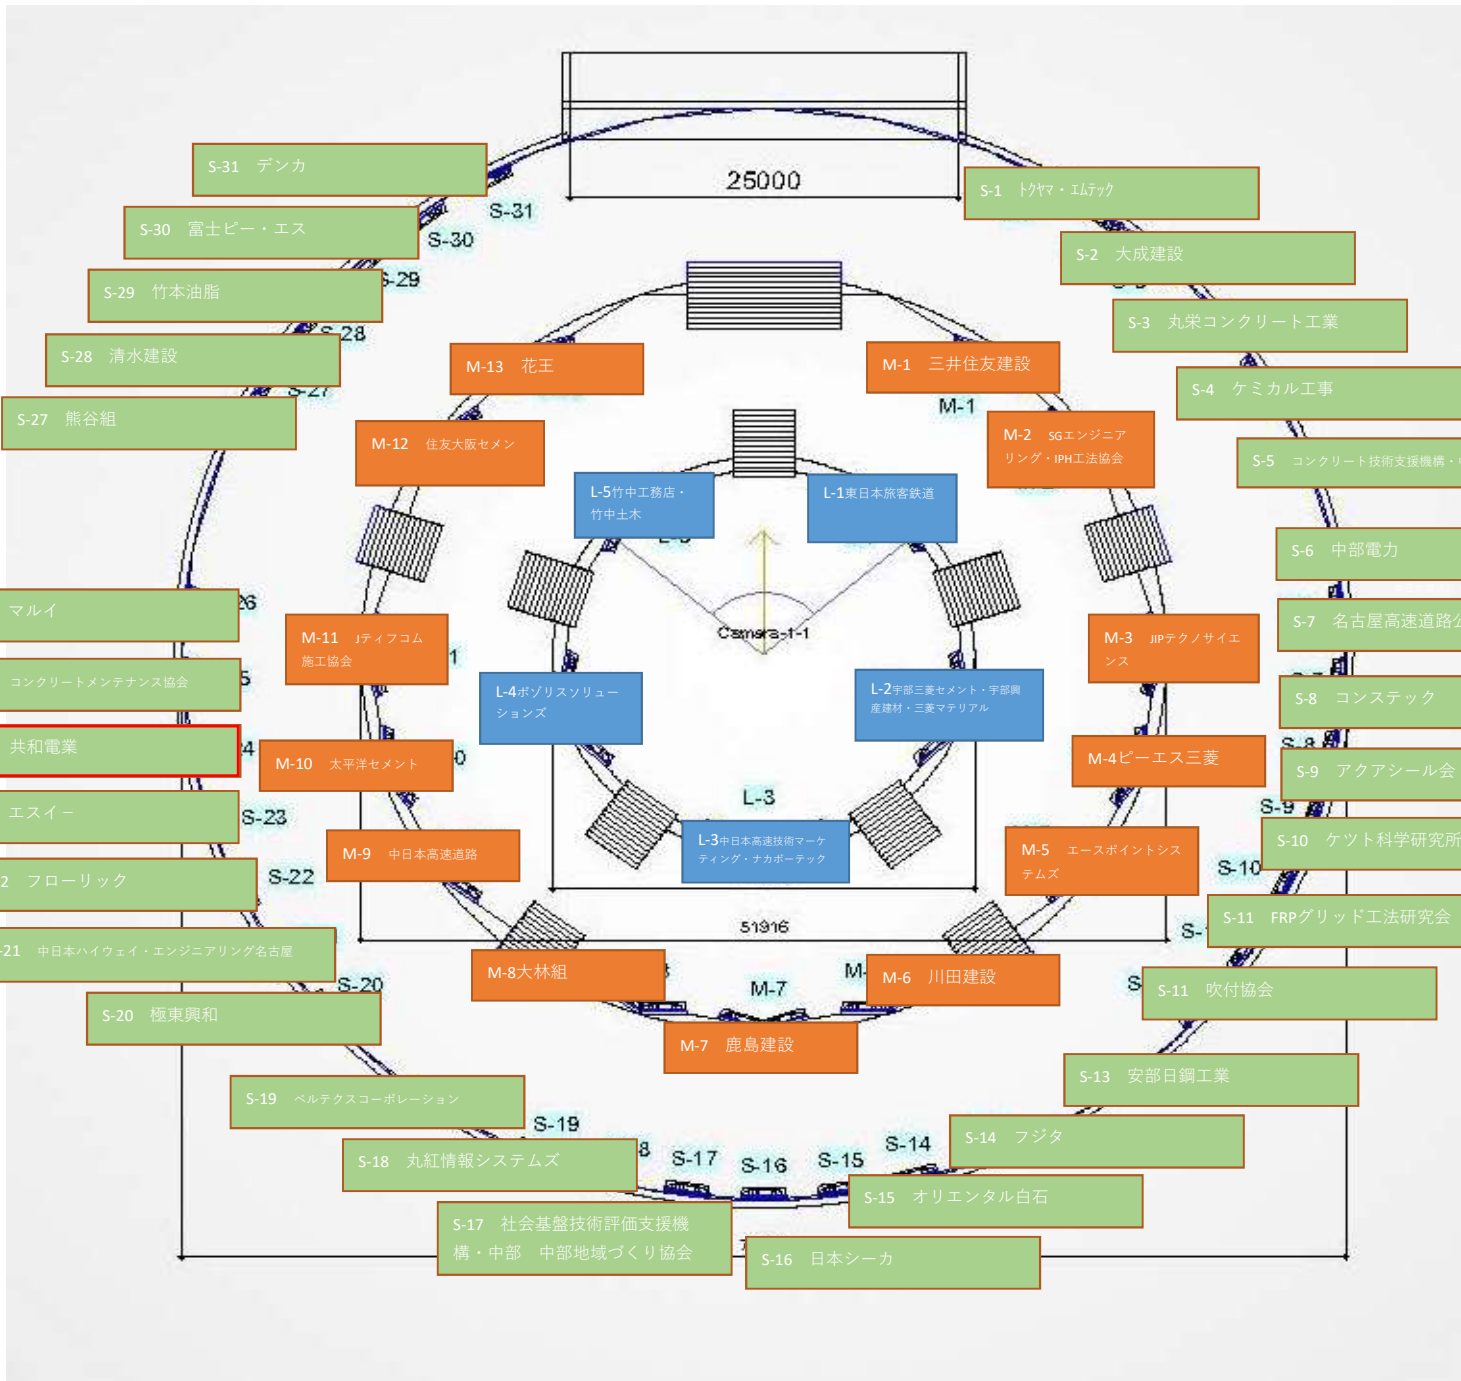 25000
S-31 デンカ
S-31
S-1 トクヤマ・エムテック
S-30 富士ピー・エス
S-30
S-2 大成建設
S-29 竹本油脂
S-29
S-3 丸栄コンクリート工業
S-28 清水建設
S-28
M-13 花王
M-1 三井住友建設
M-1
S-4 ケミカル工事
S-27
S-27 熊谷組
M-12 住友大阪セメン
M-2 SGエンジニア
リング・IPH工法協会
S-5 コンクリート技術支援機構・
L-5竹中工務店・
竹中土木
L-1東日本旅客鉄道
S-6 中部電力
マルイ
26
Camera-1-1
S-7 名古屋高速道路公
M-11 Jティフコム
施工協会
1
M-3 JIPテクノサイエ
ンス
コンクリートメンテナンス協会
5
L-4ポゾリスソリュー
ションズ
L-2宇部三菱セメント・宇部興
産建材・三菱マテリアル
S-8 コンステック
共和電業
24
M-10 太平洋セメント
0
M-4ピーエス三菱
S-8
S-9 アクアシール会
エスイー
S-23
L-3
S-9
L-3中日本高速技術マーケ
ティング・ナカボーテック
M-9 中日本高速道路
M-5 エースポイントシス
テムズ
S-10 ケツト科学研究所
2 フローリック
S-22
S-10
51916
S-11 FRPグリッド工法研究会
-21 中日本ハイウェイ・エンジニアリング名古屋
M-8大林組
M-7
M-6 川田建設
S-20
S-11 吹付協会
S-20 極東興和
M-7 鹿島建設
S-13 安部日鋼工業
S-19 ベルテクスコーポレーション
S-19
S-14 フジタ
S-14
S-18 丸紅情報システムズ
8
S-17
S-16
S-15
S-15 オリエンタル白石
S-17 社会基盤技術評価支援機
構・中部 中部地域づくり協会
S-16 日本シーカ